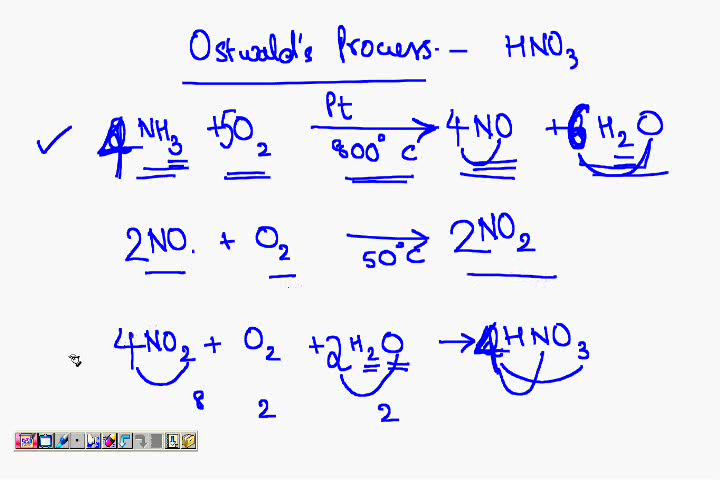 Ostwald's Process - HNO3
4NH3 + 5O2 Pt 800°C → 4NO + 6H2O
2NO. + O2 50°C → 2NO2
4NO2 + O2 + 2H2O → 4HNO3
8 2 2